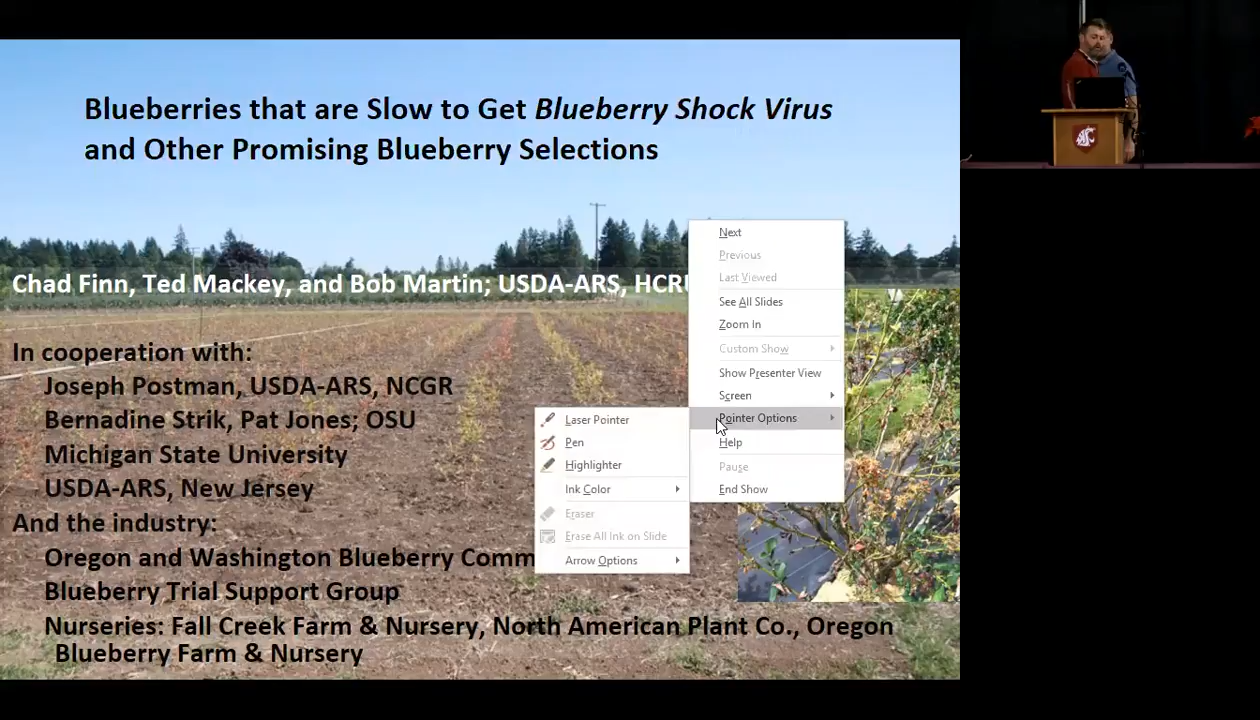 Blueberries that are Slow to Get Blueberry Shock Virus
and Other Promising Blueberry Selections
Chad Finn, Ted Mackey, and Bob Martin; USDA-ARS,
In cooperation with:
Joseph Postman, USDA-ARS, NCGR
Bernadine Strik, Pat Jones; OSU
Michigan State University
USDA-ARS, New Jersey
And the industry:
Oregon and Washington Blueberry
Blueberry Trial Support Group
Nurseries: Fall Creek Farm & Nursery, North American Plant Co., Oregon
Blueberry Farm & Nursery
Next
Previous
Last Viewed
See All Slides
Zoom In
Custom Show
Show Presenter View
Screen
Pointer Options
Help
Pause
End Show
Laser Pointer
Pen
Highlighter
Ink Color
Eraser
Erase All Ink on Slide
Arrow Options